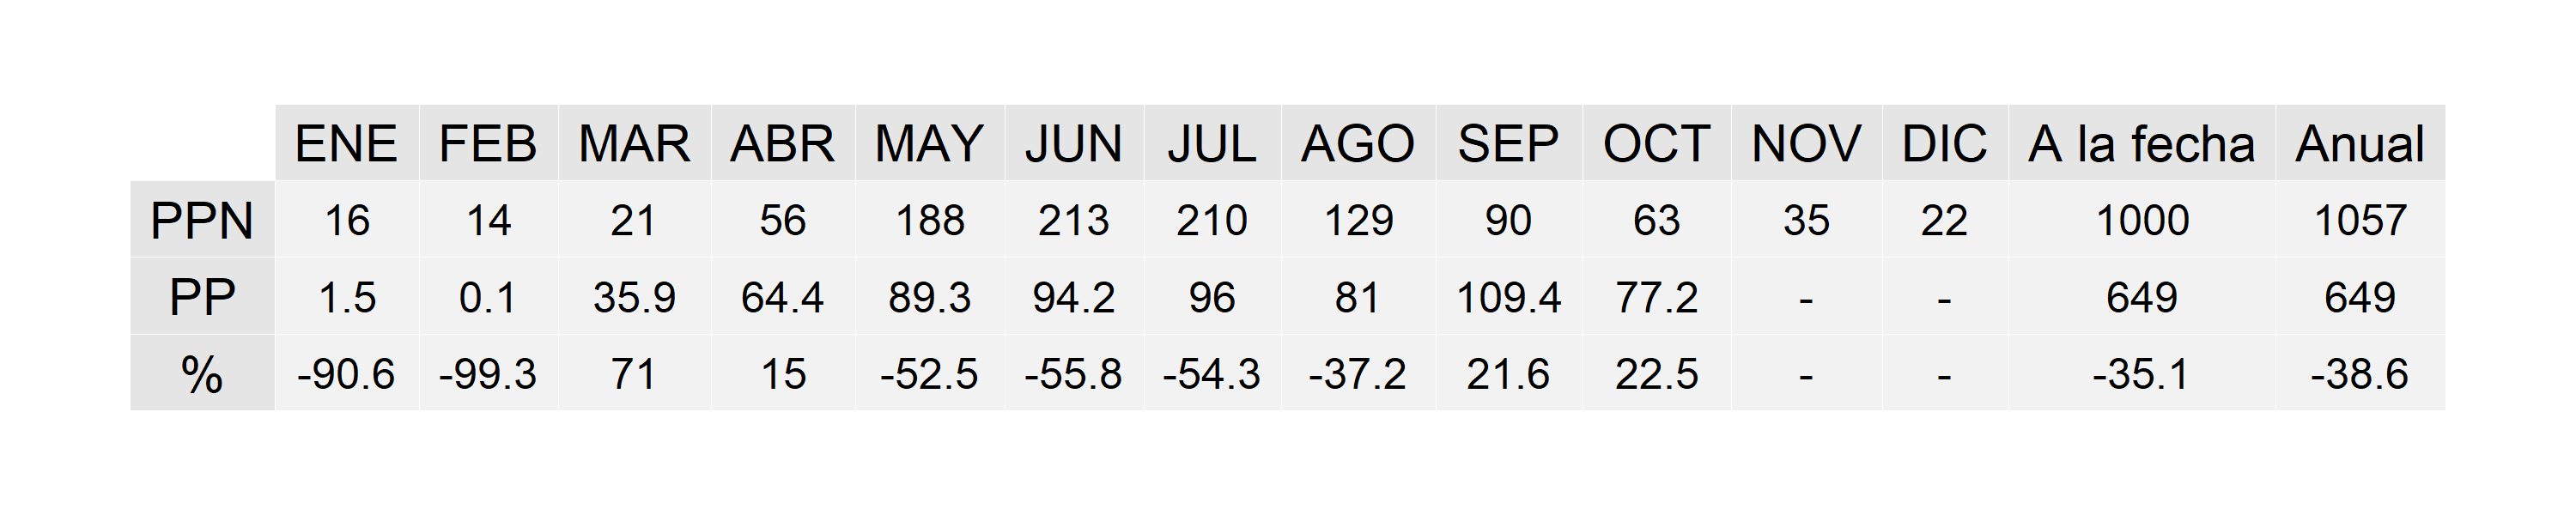 ENE FEB MAR ABR MAY JUN JUL AGO SEP OCT NOV DIC A la fecha Anual
PPN 16 14 21 56 188 213 210 129 90 63 35 22 1000 1057
PP 1.5 0.1 35.9 64.4 89.3 94.2 96 81 109.4 77.2 - - 649 649
% -90.6 -99.3 71 15 -52.5 -55.8 -54.3 -37.2 21.6 22.5 - - -35.1 -38.6